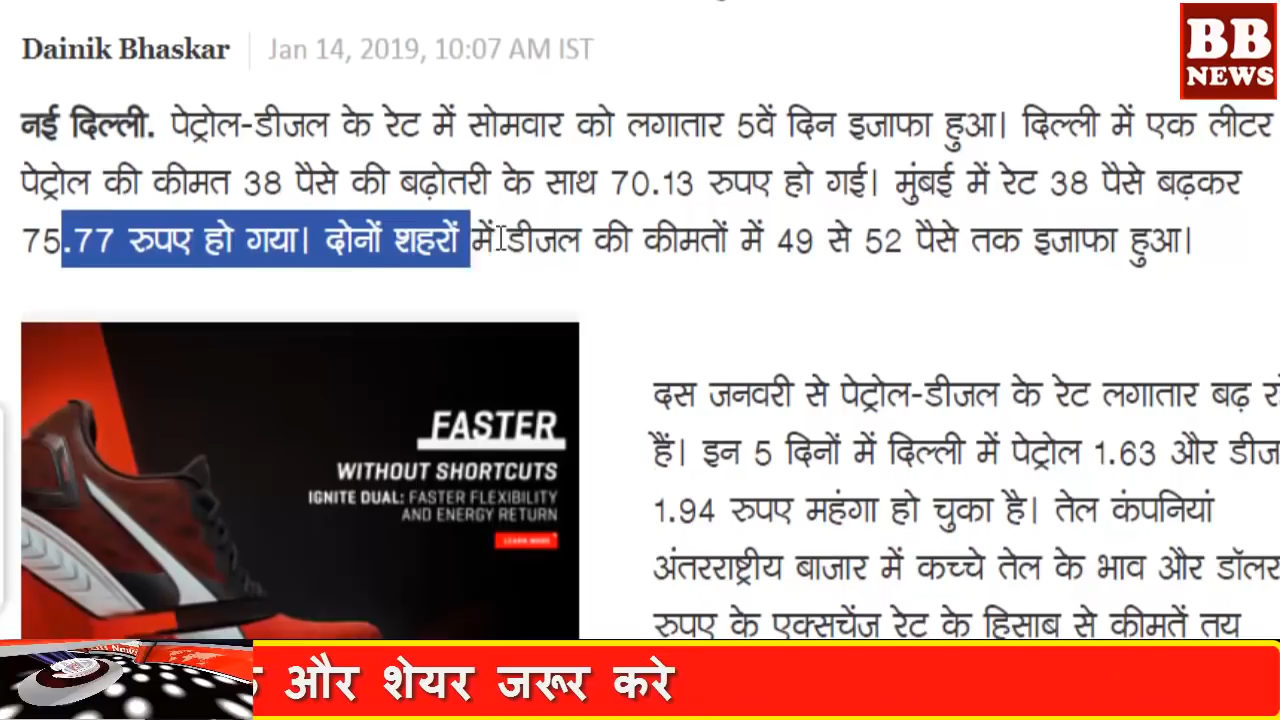 Dainik Bhaskar
Jan 14, 2019, 10:07 AM IST
BB
NEWS
नई दिल्ली. पेट्रोल-डीजल के रेट में सोमवार को लगातार 5वें दिन इजाफा हुआ। दिल्ली में एक लीटर
पेट्रोल की कीमत 38 पैसे की बढ़ोतरी के साथ 70.13 रुपए हो गई। मुंबई में रेट 38 पैसे बढ़कर
75.77 रुपए हो गया। दोनों शहरों में डीजल की कीमतों में 49 से 52 पैसे तक इजाफा हुआ।
FASTER
WITHOUT SHORTCUTS
IGNITE DUAL: FASTER FLEXIBILITY
AND ENERGY RETURN
LEARN MORE
दस जनवरी से पेट्रोल-डीजल के रेट लगातार बढ़
हैं। इन 5 दिनों में दिल्ली में पेट्रोल 1.63 और
1.94 रुपए महंगा हो चुका है। तेल कंपनियां
अंतरराष्ट्रीय बाजार में कच्चे तेल के भाव और डॉलर
रुपए के एक्सचेंज रेट के हिसाब से कीमतें तय
और शेयर जरूर करे